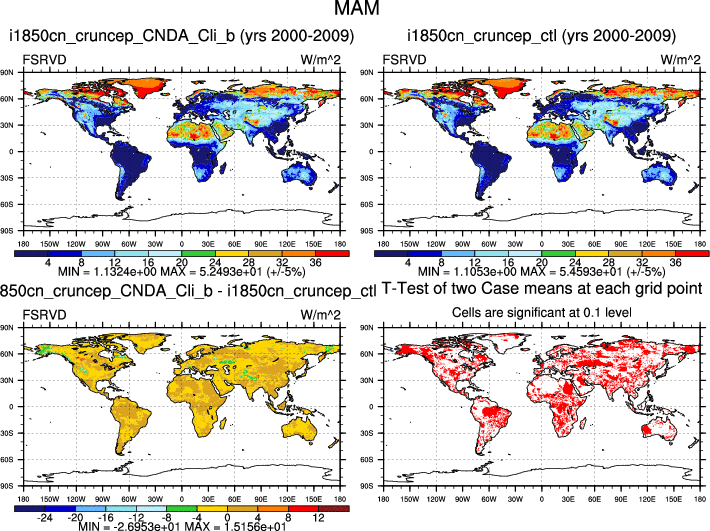 MAM
i1850cn_cruncep_CNDA_Cli_b (yrs 2000-2009)
FSRVD W/m^2
90N
60N
30N
0
30S
60S
90S
180 150W 120W 90W 60W 30W 0 30E 60E 90E 120E 150E 180
4 8 12 16 20 24 28 32 36
MIN = 1.1324e+00 MAX = 5.2493e+01 (+/-5%)
i1850cn_cruncep_ctl (yrs 2000-2009)
FSRVD W/m^2
90N
60N
30N
0
30S
60S
90S
180 150W 120W 90W 60W 30W 0 30E 60E 90E 120E 150E 180
4 8 12 16 20 24 28 32 36
MIN = 1.1053e+00 MAX = 5.4593e+01 (+/-5%)
850cn_cruncep_CNDA_Cli_b - i1850cn_cruncep_ctl
FSRVD W/m^2
90N
60N
30N
0
30S
60S
90S
180 150W 120W 90W 60W 30W 0 30E 60E 90E 120E 150E 180
-24 -20 -16 -12 -8 -4 0 4 8 12
MIN = -2.6953e+01 MAX = 1.5156e+01
T-Test of two Case means at each grid point
Cells are significant at 0.1 level
90N
60N
30N
0
30S
60S
90S
180 150W 120W 90W 60W 30W 0 30E 60E 90E 120E 150E 180